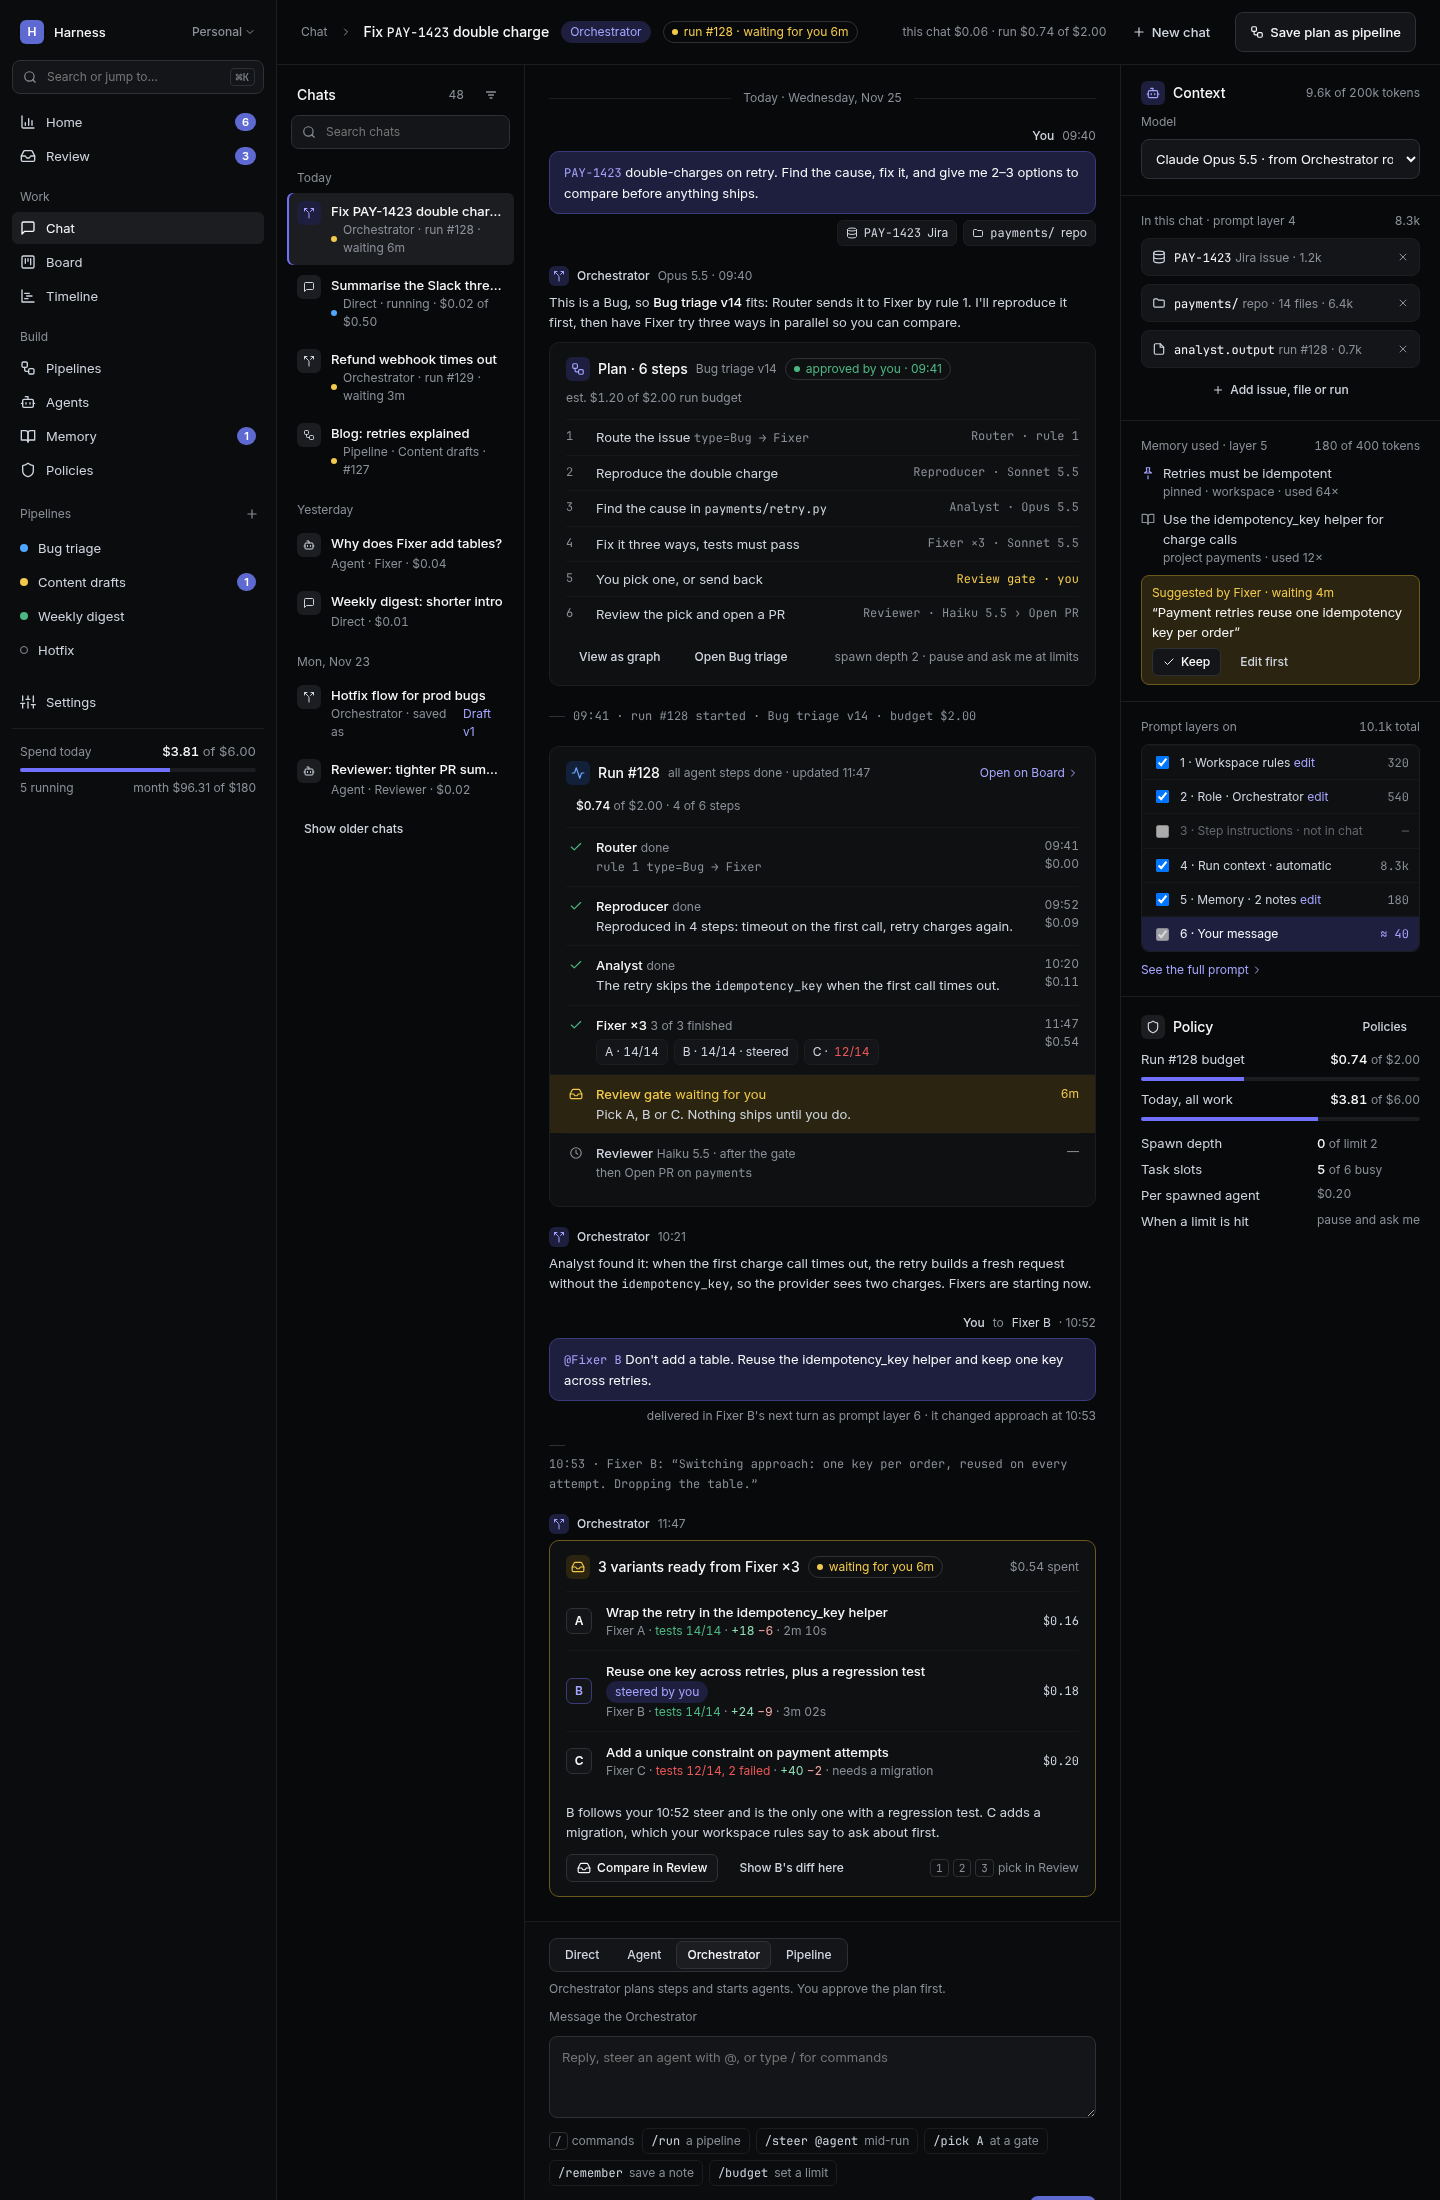 H Harness Personal
Search or jump to... ⌘K
Home 6
Review 3
Work
Chat
Board
Timeline
Build
Pipelines
Agents
Memory 1
Policies
Pipelines +
Bug triage
Content drafts 1
Weekly digest
Hotfix
Settings
Spend today $3.81 of $6.00
5 running month $96.31 of $180
Chat › Fix PAY-1423 double charge Orchestrator run #128 · waiting for you 6m this chat $0.06 · run $0.74 of $2.00 + New chat Save plan as pipeline
Chats 48
Search chats
Today
Fix PAY-1423 double char...
Orchestrator · run #128 ·
waiting 6m
Summarise the Slack thre...
Direct · running · $0.02 of
$0.50
Refund webhook times out
Orchestrator · run #129 ·
waiting 3m
Blog: retries explained
Pipeline · Content drafts ·
#127
Yesterday
Why does Fixer add tables?
Agent · Fixer · $0.04
Weekly digest: shorter intro
Direct · $0.01
Mon, Nov 23
Hotfix flow for prod bugs
Orchestrator · saved as Draft v1
Reviewer: tighter PR sum...
Agent · Reviewer · $0.02
Show older chats
Today · Wednesday, Nov 25
You 09:40
PAY-1423 double-charges on retry. Find the cause, fix it, and give me 2–3 options to
compare before anything ships.
PAY-1423 Jira payments/ repo
Orchestrator Opus 5.5 · 09:40
This is a Bug, so Bug triage v14 fits: Router sends it to Fixer by rule 1. I'll reproduce it
first, then have Fixer try three ways in parallel so you can compare.
Plan · 6 steps Bug triage v14 approved by you · 09:41
est. $1.20 of $2.00 run budget
1 Route the issue type=Bug → Fixer Router · rule 1
2 Reproduce the double charge Reproducer · Sonnet 5.5
3 Find the cause in payments/retry.py Analyst · Opus 5.5
4 Fix it three ways, tests must pass Fixer ×3 · Sonnet 5.5
5 You pick one, or send back Review gate · you
6 Review the pick and open a PR Reviewer · Haiku 5.5 › Open PR
View as graph Open Bug triage spawn depth 2 · pause and ask me at limits
09:41 · run #128 started · Bug triage v14 · budget $2.00
Run #128 all agent steps done · updated 11:47 Open on Board ›
$0.74 of $2.00 · 4 of 6 steps
Router done 09:41
rule 1 type=Bug → Fixer $0.00
Reproducer done 09:52
Reproduced in 4 steps: timeout on the first call, retry charges again. $0.09
Analyst done 10:20
The retry skips the idempotency_key when the first call times out. $0.11
Fixer ×3 3 of 3 finished 11:47
A · 14/14 B · 14/14 · steered C · 12/14 $0.54
Review gate waiting for you 6m
Pick A, B or C. Nothing ships until you do.
Reviewer Haiku 5.5 · after the gate —
then Open PR on payments
Orchestrator 10:21
Analyst found it: when the first charge call times out, the retry builds a fresh request
without the idempotency_key, so the provider sees two charges. Fixers are starting now.
You to Fixer B · 10:52
@Fixer B Don't add a table. Reuse the idempotency_key helper and keep one key
across retries.
delivered in Fixer B's next turn as prompt layer 6 · it changed approach at 10:53
10:53 · Fixer B: “Switching approach: one key per order, reused on every
attempt. Dropping the table.”
Orchestrator 11:47
3 variants ready from Fixer ×3 waiting for you 6m $0.54 spent
A Wrap the retry in the idempotency_key helper $0.16
Fixer A · tests 14/14 · +18 −6 · 2m 10s
B Reuse one key across retries, plus a regression test $0.18
steered by you
Fixer B · tests 14/14 · +24 −9 · 3m 02s
C Add a unique constraint on payment attempts $0.20
Fixer C · tests 12/14, 2 failed · +40 −2 · needs a migration
B follows your 10:52 steer and is the only one with a regression test. C adds a
migration, which your workspace rules say to ask about first.
Compare in Review Show B's diff here 1 2 3 pick in Review
Direct Agent Orchestrator Pipeline
Orchestrator plans steps and starts agents. You approve the plan first.
Message the Orchestrator
Reply, steer an agent with @, or type / for commands
/ commands /run a pipeline /steer @agent mid-run /pick A at a gate
/remember save a note /budget set a limit
Context 9.6k of 200k tokens
Model
Claude Opus 5.5 · from Orchestrator ro
In this chat · prompt layer 4 8.3k
PAY-1423 Jira issue · 1.2k ×
payments/ repo · 14 files · 6.4k ×
analyst.output run #128 · 0.7k ×
+ Add issue, file or run
Memory used · layer 5 180 of 400 tokens
Retries must be idempotent
pinned · workspace · used 64×
Use the idempotency_key helper for
charge calls
project payments · used 12×
Suggested by Fixer · waiting 4m
“Payment retries reuse one idempotency
key per order”
Keep Edit first
Prompt layers on 10.1k total
1 · Workspace rules edit 320
2 · Role · Orchestrator edit 540
3 · Step instructions · not in chat —
4 · Run context · automatic 8.3k
5 · Memory · 2 notes edit 180
6 · Your message ≈ 40
See the full prompt ›
Policy Policies
Run #128 budget $0.74 of $2.00
Today, all work $3.81 of $6.00
Spawn depth 0 of limit 2
Task slots 5 of 6 busy
Per spawned agent $0.20
When a limit is hit pause and ask me